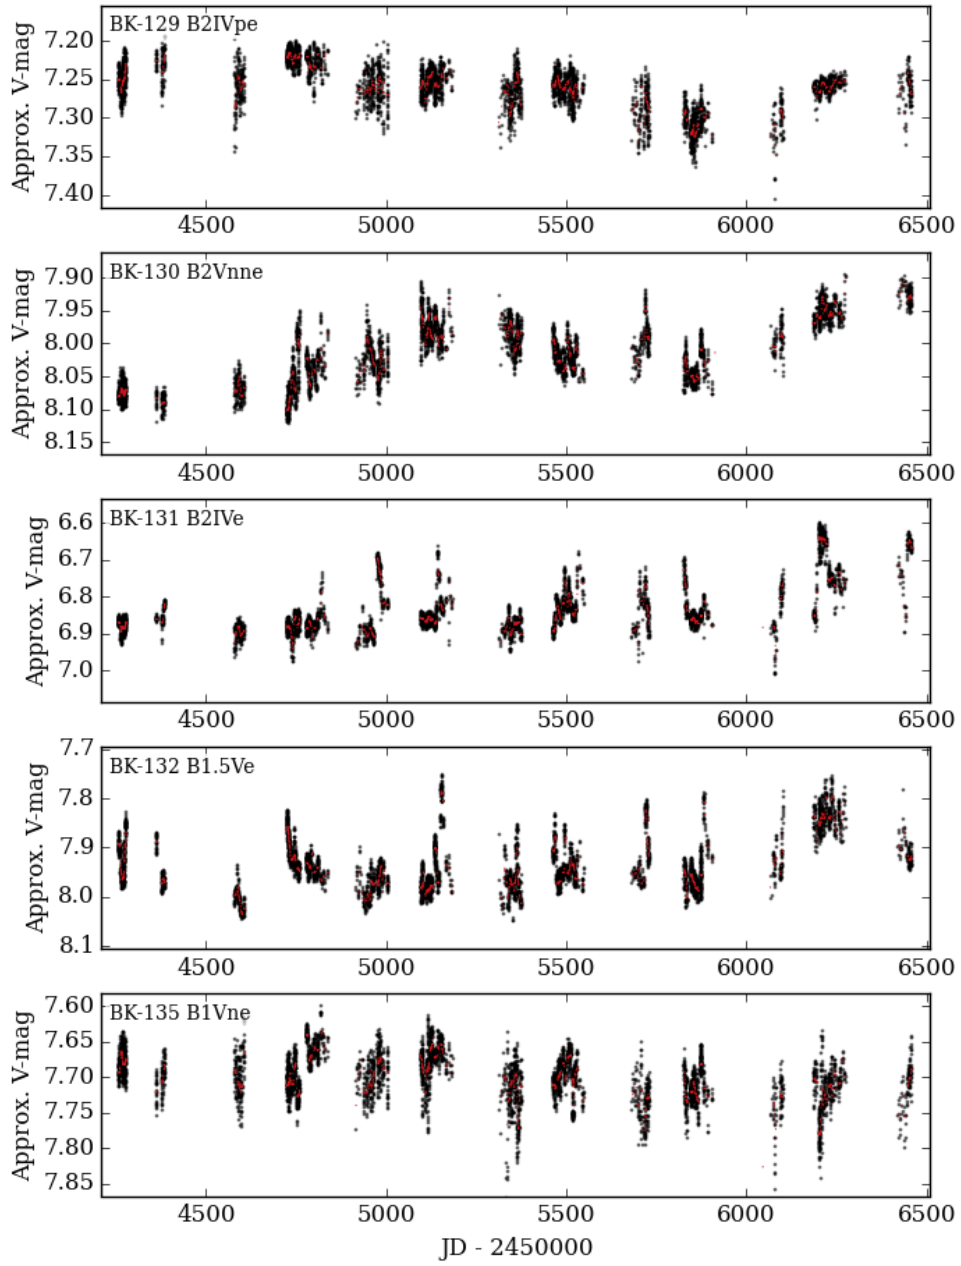 BK-129 B2IVpe
Approx. V-mag
7.20
7.25
7.30
7.35
7.40
4500 5000 5500 6000 6500
BK-130 B2Vnne
Approx. V-mag
7.90
7.95
8.00
8.05
8.10
8.15
4500 5000 5500 6000 6500
BK-131 B2IVe
Approx. V-mag
6.6
6.7
6.8
6.9
7.0
4500 5000 5500 6000 6500
BK-132 B1.5Ve
Approx. V-mag
7.7
7.8
7.9
8.0
8.1
4500 5000 5500 6000 6500
BK-135 B1Vne
Approx. V-mag
7.60
7.65
7.70
7.75
7.80
7.85
4500 5000 5500 6000 6500
JD - 2450000